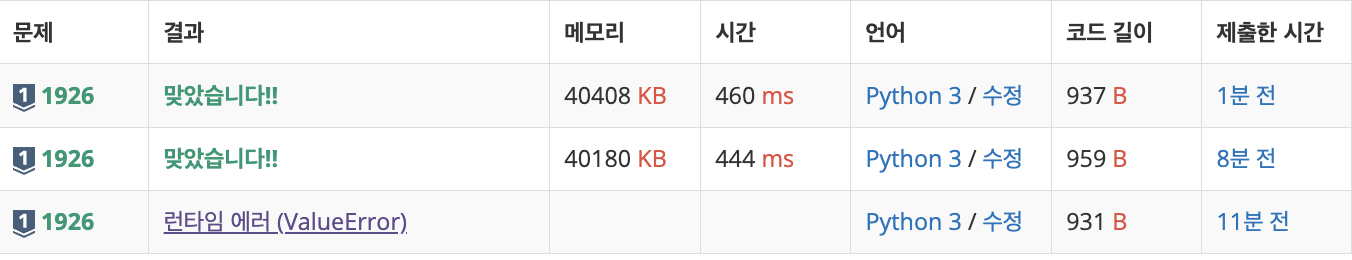 문제 결과 메모리 시간 언어 코드 길이 제출한 시간
1 1926 맞았습니다!! 40408 KB 460 ms Python 3 / 수정 937 B 1분 전
1 1926 맞았습니다!! 40180 KB 444 ms Python 3 / 수정 959 B 8분 전
1 1926 런타임 에러 (ValueError) Python 3 / 수정 931 B 11분 전